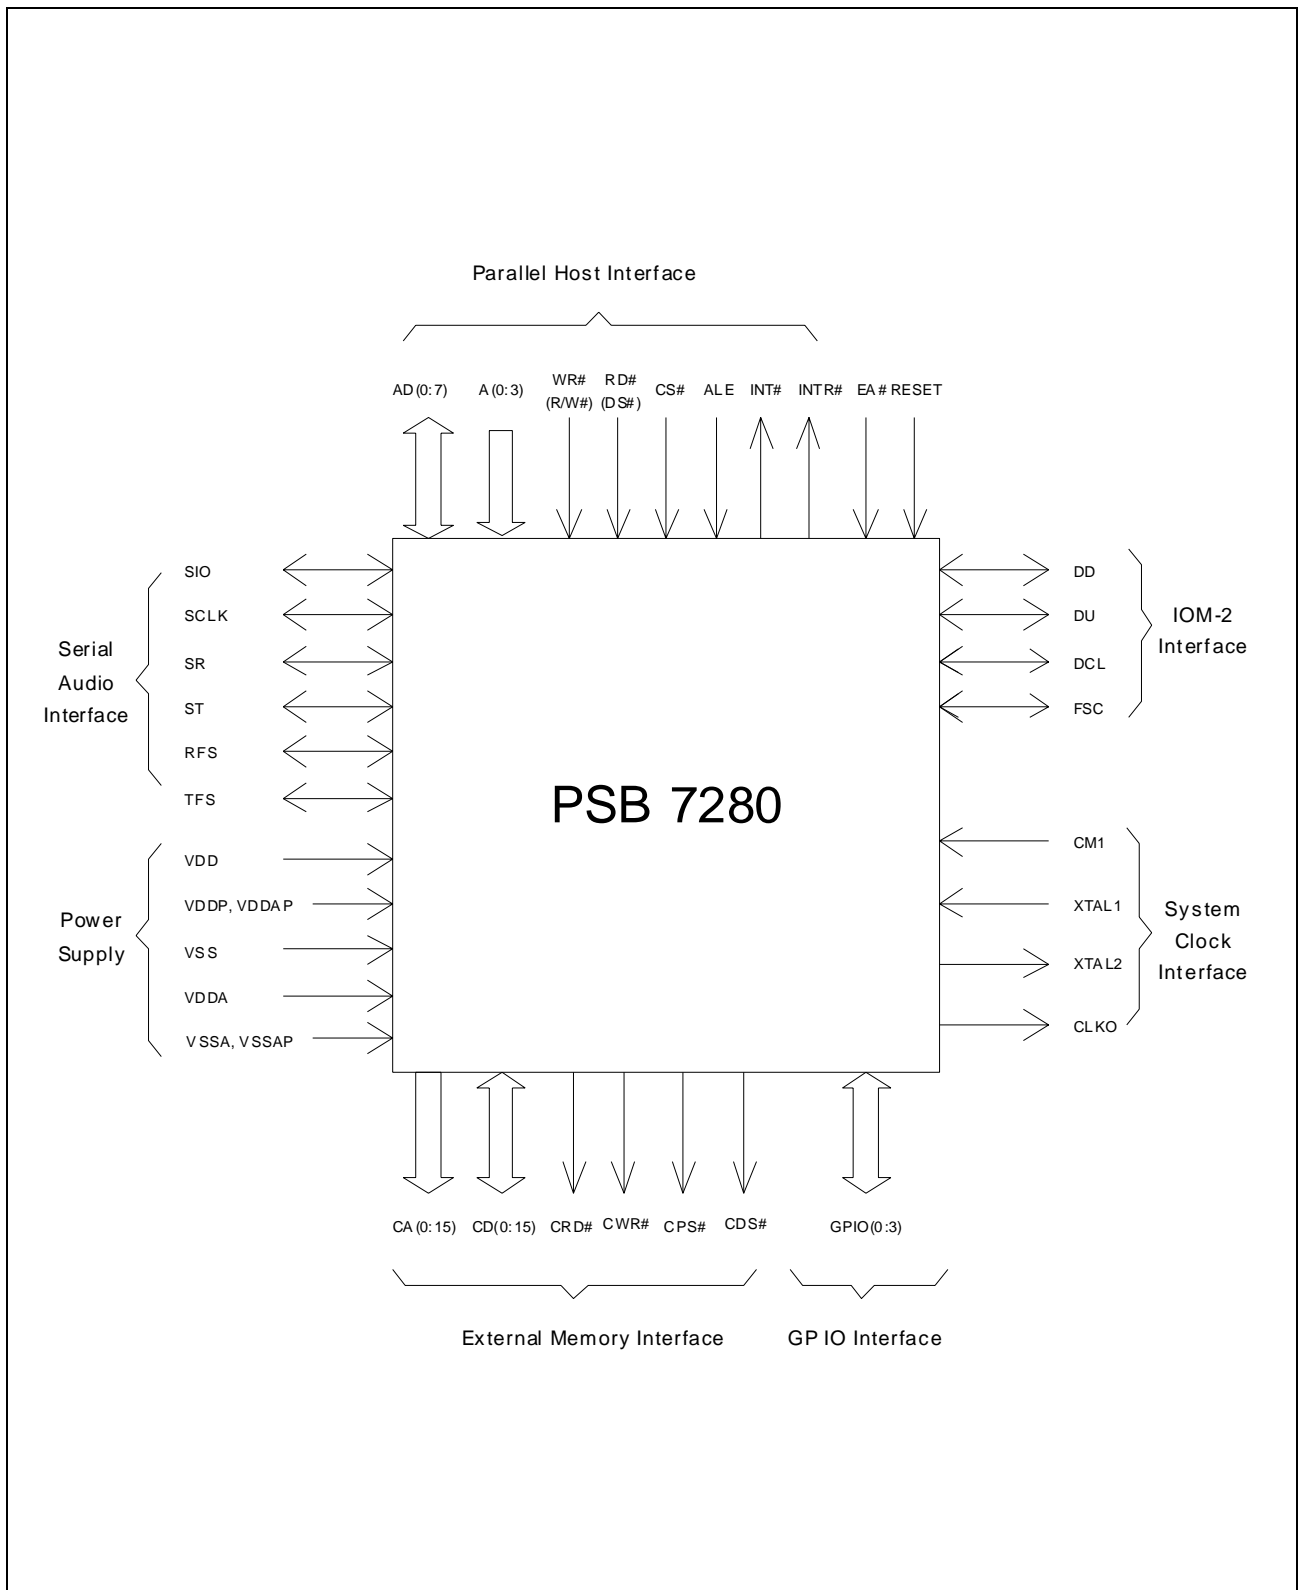 Parallel Host Interface
AD(0:7) A(0:3) WR# RD# CS# ALE INT# INTR# EA# RESET
(R/W#) (DS#)
SIO
SCLK
SR
ST
RFS
TFS
Serial
Audio
Interface
DD
DU
DCL
FSC
IOM-2
Interface
PSB 7280
VDD
VDDP, VDDAP
VSS
VDDA
VSSA, VSSAP
Power
Supply
CM1
XTAL1
XTAL2
CLKO
System
Clock
Interface
CA(0:15) CD(0:15) CRD# CWR# CPS# CDS# GPIO(0:3)
External Memory Interface GPIO Interface